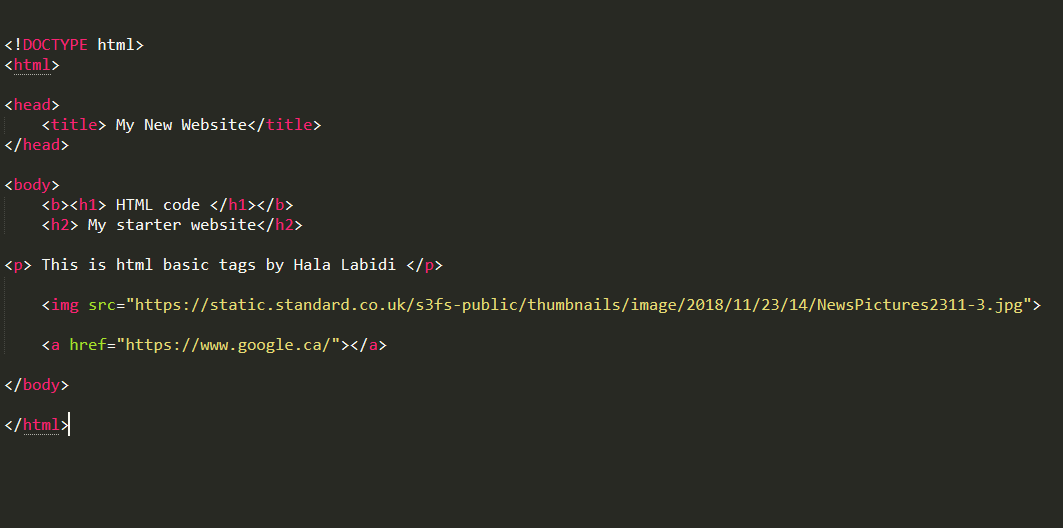 <!DOCTYPE html>
<html>
<head>
<title> My New Website</title>
</head>
<body>
<b><h1> HTML code </h1></b>
<h2> My starter website</h2>
<p> This is html basic tags by Hala Labidi </p>
<img src="https://static.standard.co.uk/s3fs-public/thumbnails/image/2018/11/23/14/NewsPictures2311-3.jpg">
<a href="https://www.google.ca/"></a>
</body>
</html>